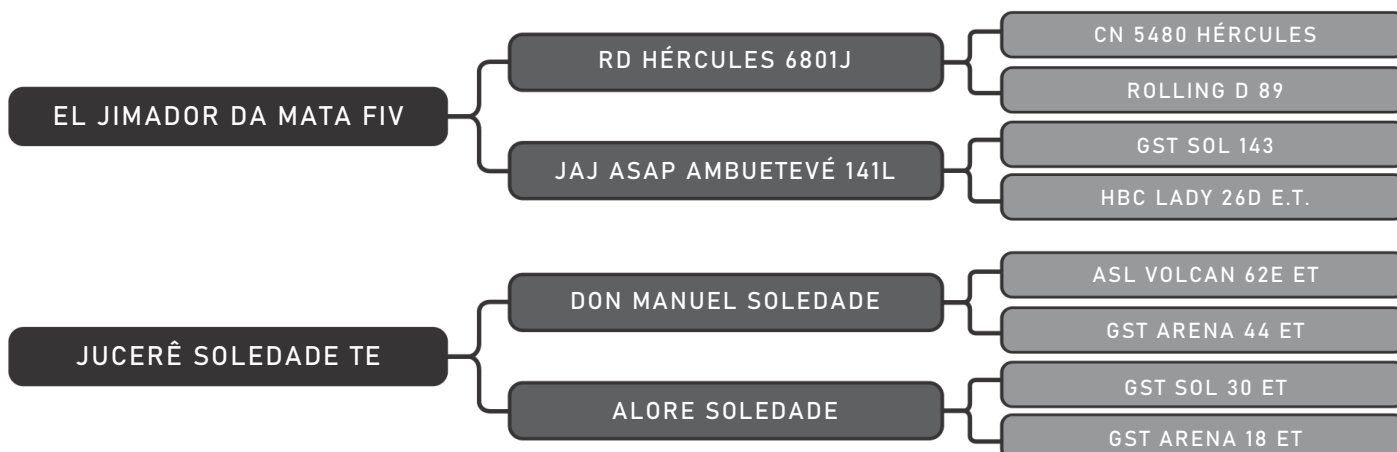 CN 5480 HÉRCULES
RD HÉRCULES 6801J
ROLLING D 89
EL JIMADOR DA MATA FIV
GST SOL 143
JAJ ASAP AMBUETEVÉ 141L
HBC LADY 26D E.T.
ASL VOLCAN 62E ET
DON MANUEL SOLEDADE
GST ARENA 44 ET
JUCERÊ SOLEDADE TE
GST SOL 30 ET
ALORE SOLEDADE
GST ARENA 18 ET